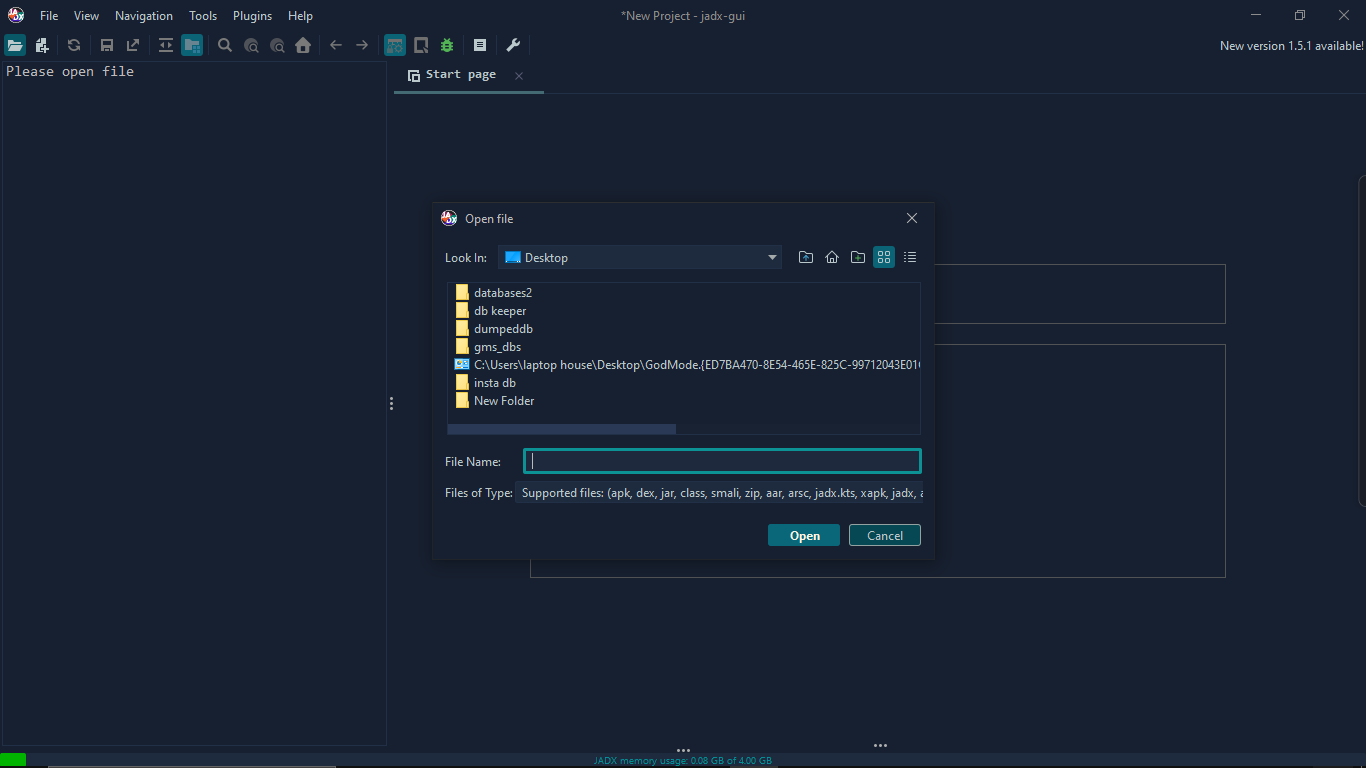 File View Navigation Tools Plugins Help
*New Project - jadx-gui
New version 1.5.1 available!
Please open file
Start page
Open file
Look In: Desktop
databases2
db keeper
dumpeddb
gms_dbs
C:\Users\laptop house\Desktop\GodMode.{ED7BA470-8E54-465E-825C-99712043E01
insta db
New Folder
File Name:
Files of Type: Supported files: (apk, dex, jar, class, smali, zip, aar, arsc, jadx.kts, xapk, jadx, a
Open Cancel
JADX memory usage: 0.08 GB of 4.00 GB